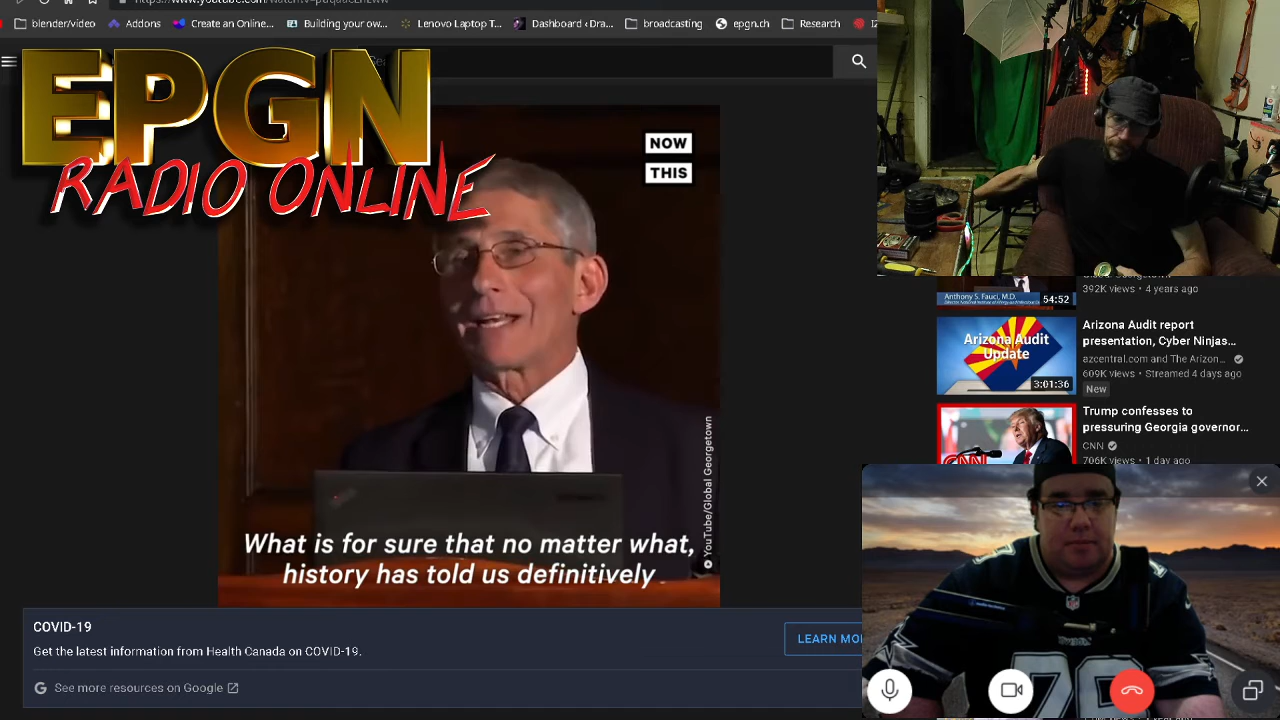 blender/video
Addons
Create an Online...
Building your ow...
Lenovo Laptop T...
Dashboard ‹ Dra...
broadcasting
epgn.ch
Research
EPGN
RADIO ONLINE
NOW
THIS
YouTube/Global Georgetown
What is for sure that no matter what,
history has told us definitively
COVID-19
Get the latest information from Health Canada on COVID-19.
See more resources on Google
392K views • 4 years ago
Anthony S. Fauci, M.D.
54:52
Arizona Audit
Update
3:01:36
Arizona Audit report
presentation, Cyber Ninjas...
azcentral.com and The Arizon...
609K views • Streamed 4 days ago
New
Trump confesses to
pressuring Georgia governor...
CNN
706K views • 1 day ago